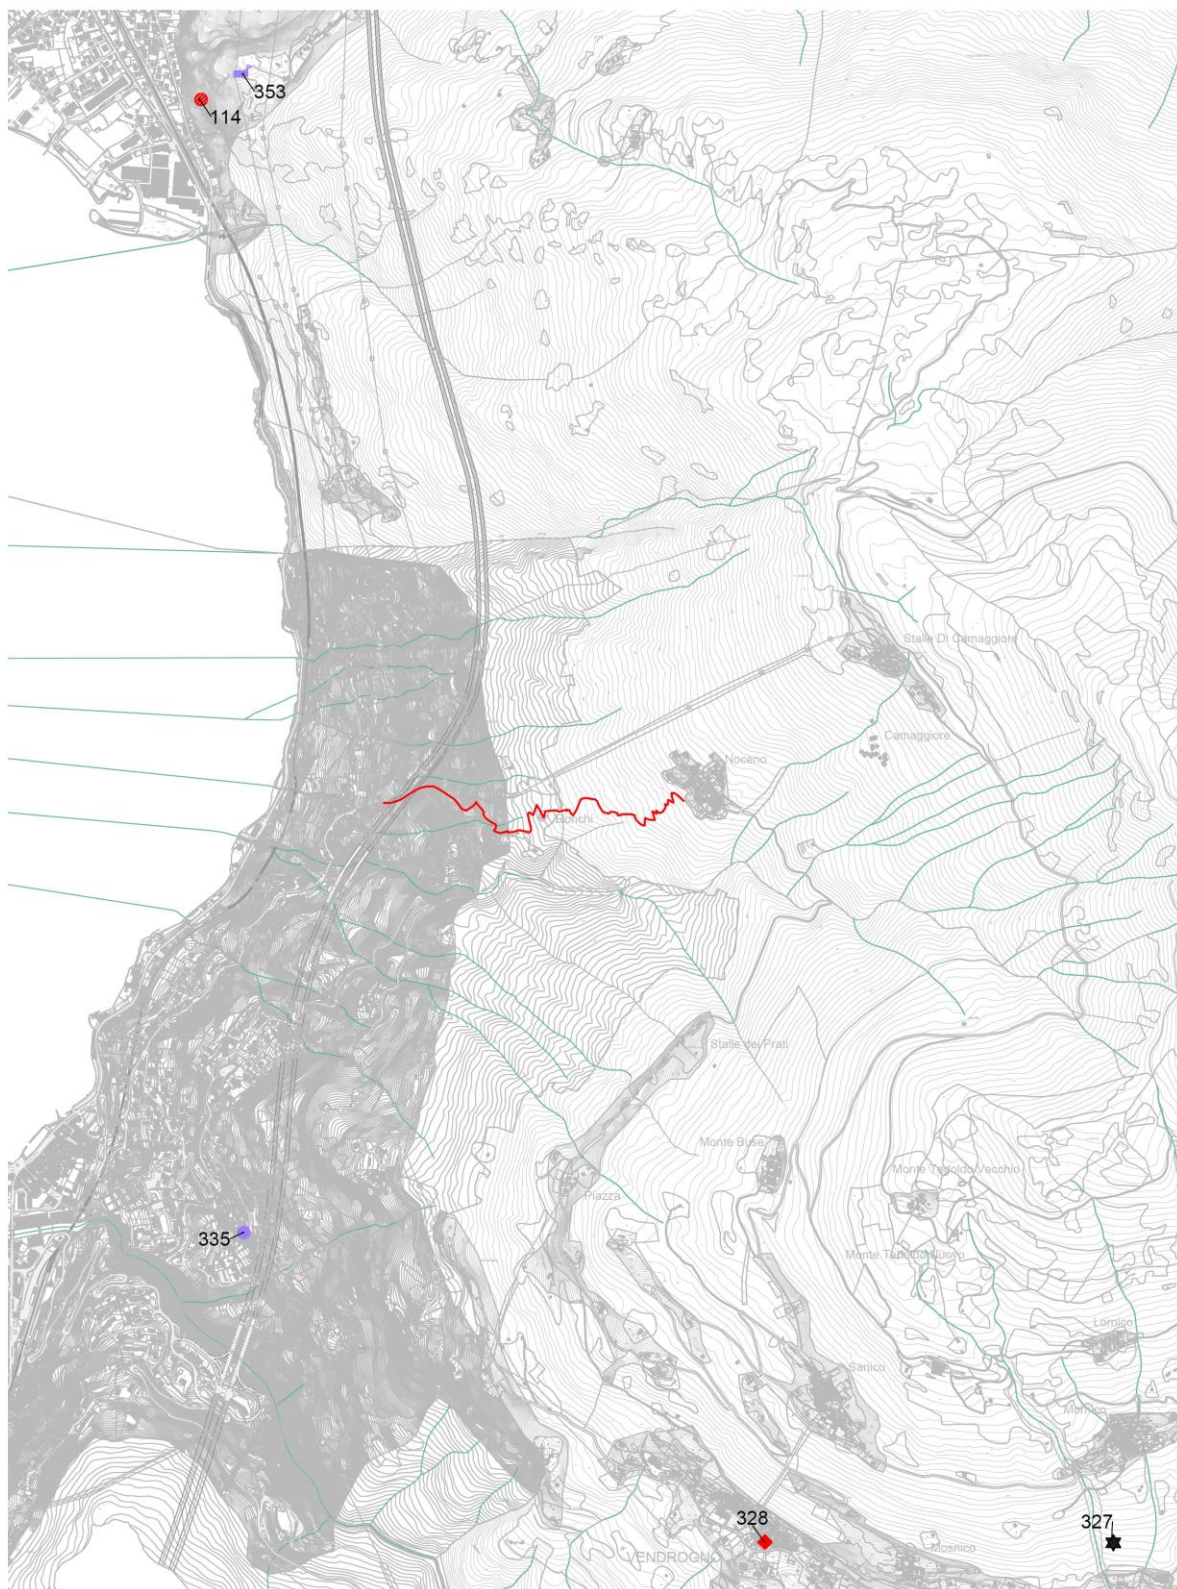 353
114
Stalle Di Camaggiore
Camaggiore
Noceno
Ronchi
Stalle dei Prati
Monte Buse
Monte Tedoldo Vecchio
Piazza
335
Monte Tedoldo Nuovo
Lornico
Sanico
Mornico
328
327
VENDROGNO
Mosnico